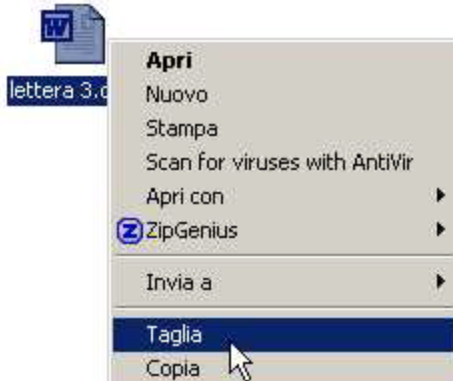 lettera 3.d
Apri
Nuovo
Stampa
Scan for viruses with AntiVir
Apri con
ZipGenius
Invia a
Taglia
Copia